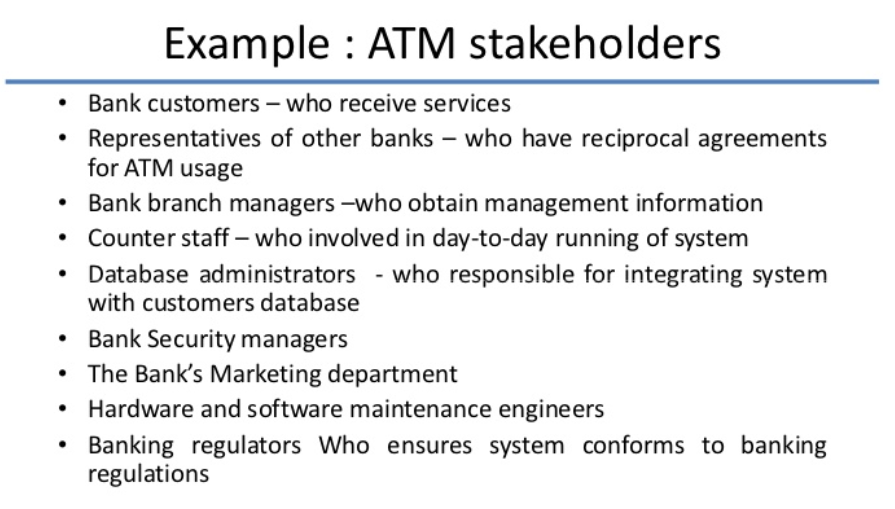 Example : ATM stakeholders
• Bank customers – who receive services
• Representatives of other banks – who have reciprocal agreements
for ATM usage
• Bank branch managers –who obtain management information
• Counter staff – who involved in day-to-day running of system
• Database administrators - who responsible for integrating system
with customers database
• Bank Security managers
• The Bank’s Marketing department
• Hardware and software maintenance engineers
• Banking regulators Who ensures system conforms to banking
regulations